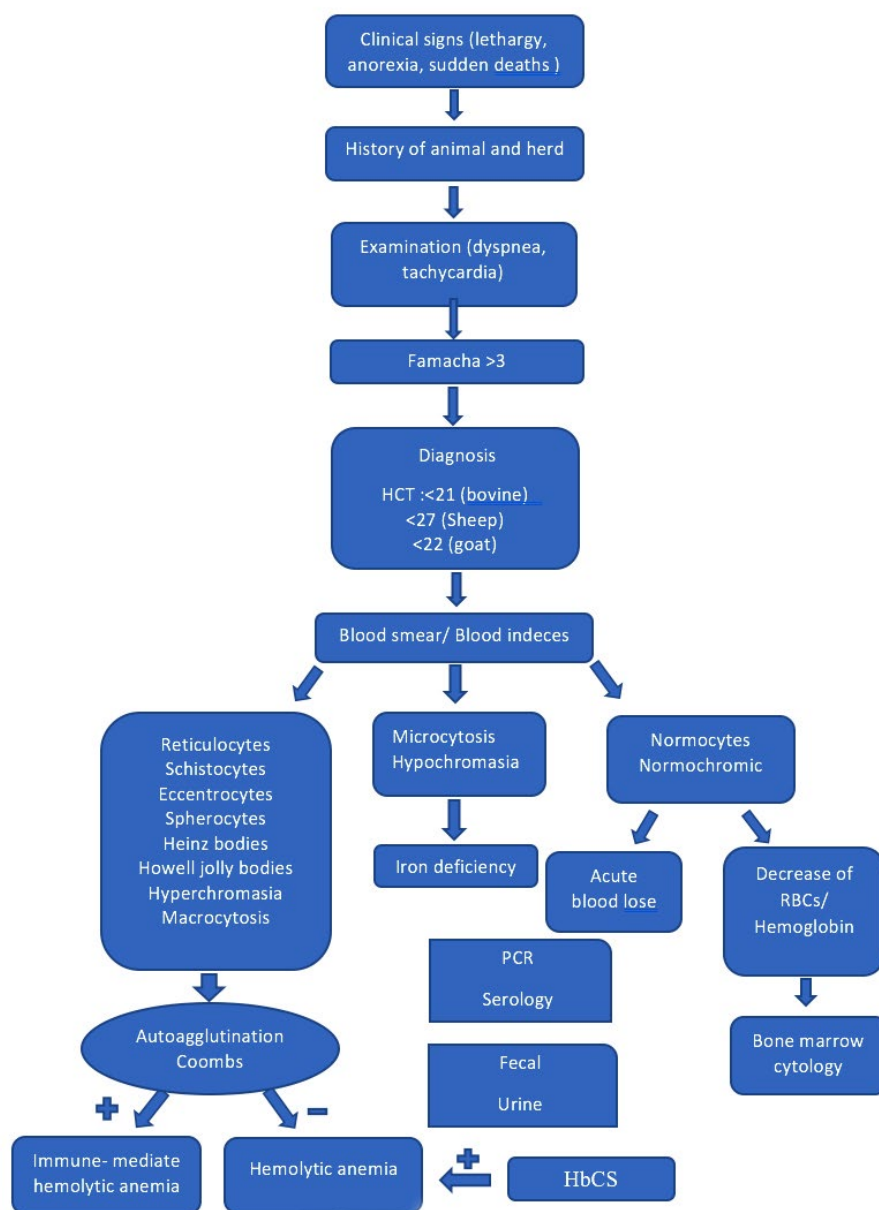 Clinical signs (lethargy,
anorexia, sudden deaths )
History of animal and herd
Examination (dyspnea,
tachycardia)
Famacha >3
Diagnosis
HCT :<21 (bovine)
<27 (Sheep)
<22 (goat)
Blood smear/ Blood indeces
Reticulocytes
Schistocytes
Eccentrocytes
Spherocytes
Heinz bodies
Howell jolly bodies
Hyperchromasia
Macrocytosis
Microcytosis
Hypochromasia
Normocytes
Normochromic
Iron deficiency
Acute
blood lose
Decrease of
RBCs/
Hemoglobin
PCR
Serology
Autoagglutination
Coombs
Bone marrow
cytology
Fecal
Urine
+
−
Immune- mediate
hemolytic anemia
Hemolytic anemia
+
HbCS